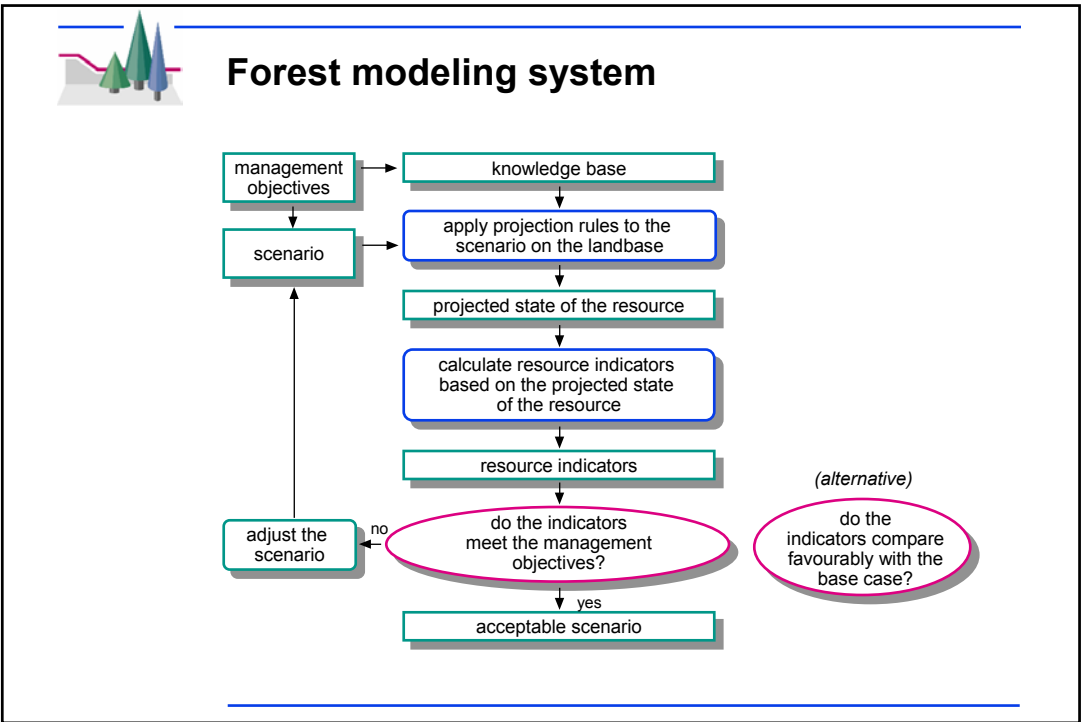 Forest modeling system
management
objectives
knowledge base
scenario
apply projection rules to the
scenario on the landbase
projected state of the resource
calculate resource indicators
based on the projected state
of the resource
resource indicators
(alternative)
adjust the
scenario
no
do the indicators
meet the management
objectives?
do the
indicators compare
favourably with the
base case?
yes
acceptable scenario